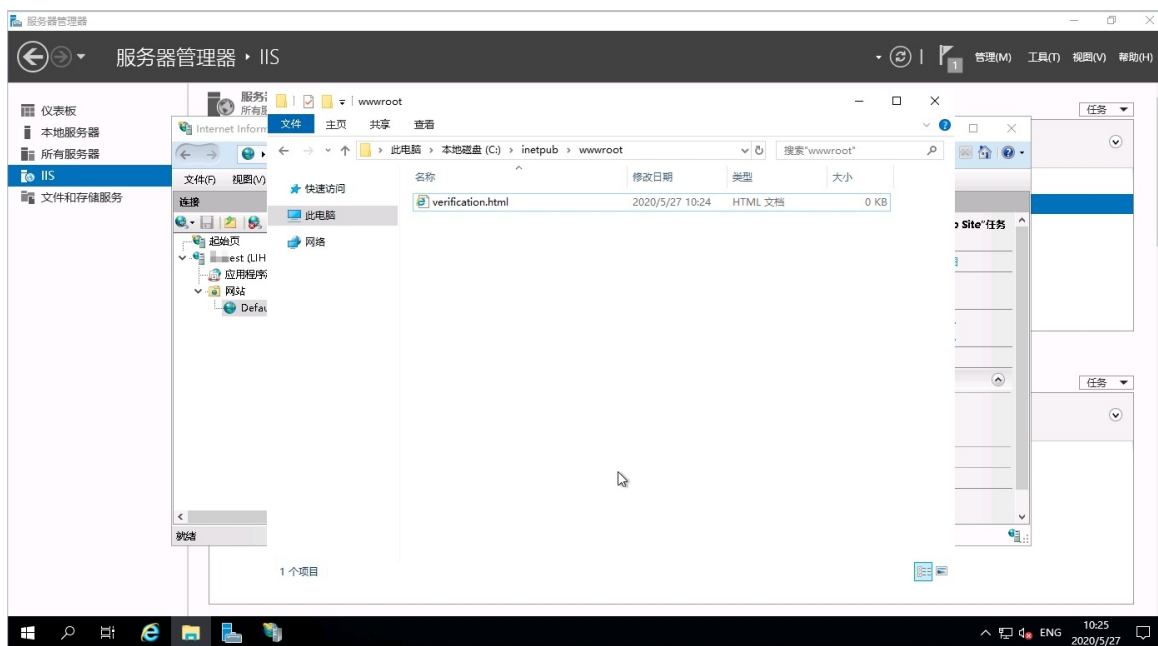 服务器管理器
服务器管理器 ‣ IIS
1
管理(M) 工具(T) 视图(V) 帮助(H)
仪表板
本地服务器
所有服务器
IIS
文件和存储服务
任务
wwwroot
文件 主页 共享 查看
Internet Inform
此电脑 › 本地磁盘 (C:) › inetpub › wwwroot
搜索"wwwroot"
文件(F) 视图(V)
连接
快速访问
此电脑
网络
名称 修改日期 类型 大小
verification.html 2020/5/27 10:24 HTML 文档 0 KB
起始页
est (LIH
应用程序
网站
Defau
Site"任务
任务
就绪
1 个项目
ENG
10:25
2020/5/27